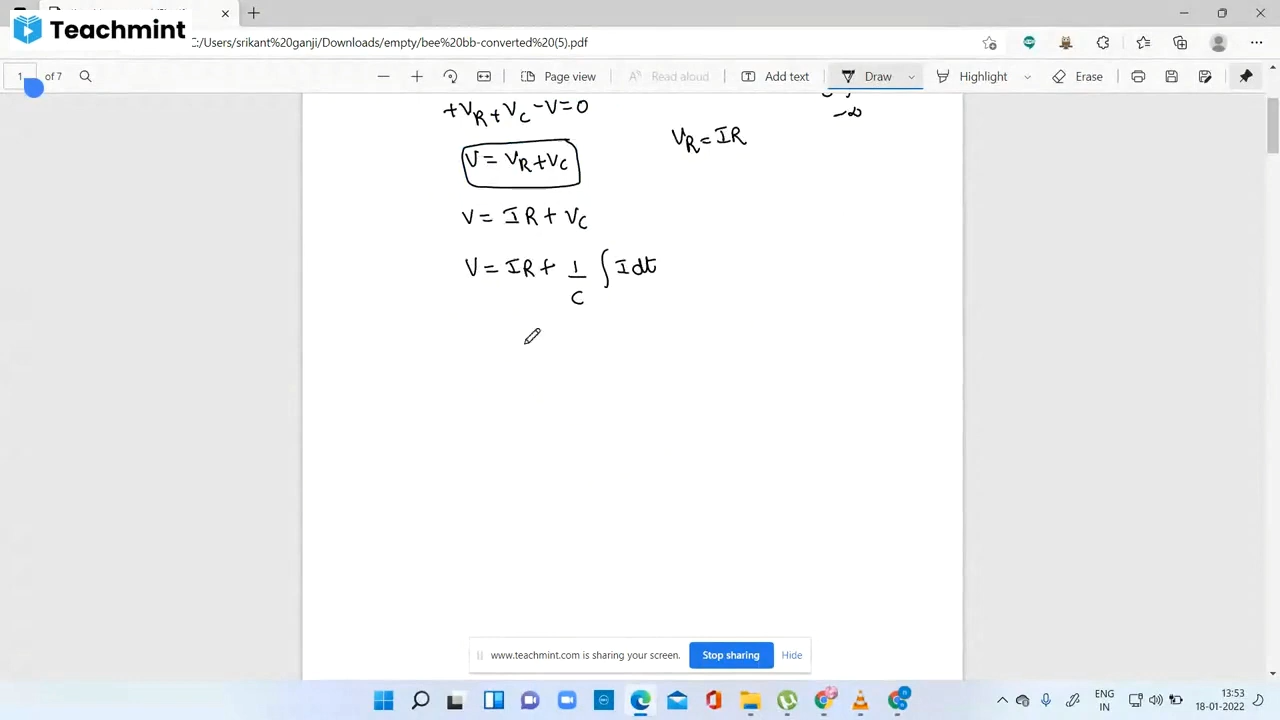 Teachmint
C:/Users/srikant%20ganji/Downloads/empty/bee%20bb-converted%20(5).pdf
1 of 7
Page view
Read aloud
Add text
Draw
Highlight
Erase
+V_R+V_C-V=0
-∞
V_R=IR
V=V_R+V_C
V=IR+V_C
V=IR+1/C∫Idt
www.teachmint.com is sharing your screen.
Stop sharing
Hide
ENG
IN
13:53
18-01-2022